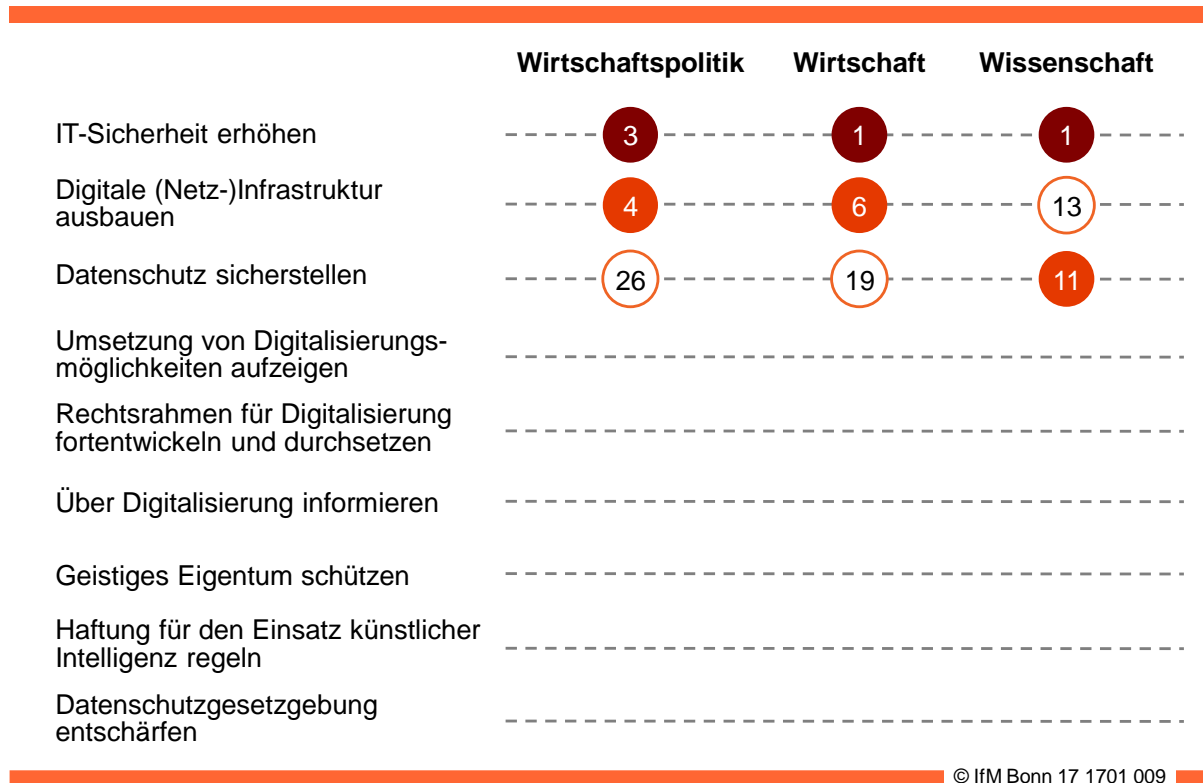 Wirtschaftspolitik Wirtschaft Wissenschaft
IT-Sicherheit erhöhen 3 1 1
Digitale (Netz-)Infrastruktur
ausbauen 4 6 13
Datenschutz sicherstellen 26 19 11
Umsetzung von Digitalisierungs-
möglichkeiten aufzeigen
Rechtsrahmen für Digitalisierung
fortentwickeln und durchsetzen
Über Digitalisierung informieren
Geistiges Eigentum schützen
Haftung für den Einsatz künstlicher
Intelligenz regeln
Datenschutzgesetzgebung
entschärfen
© IfM Bonn 17 1701 009